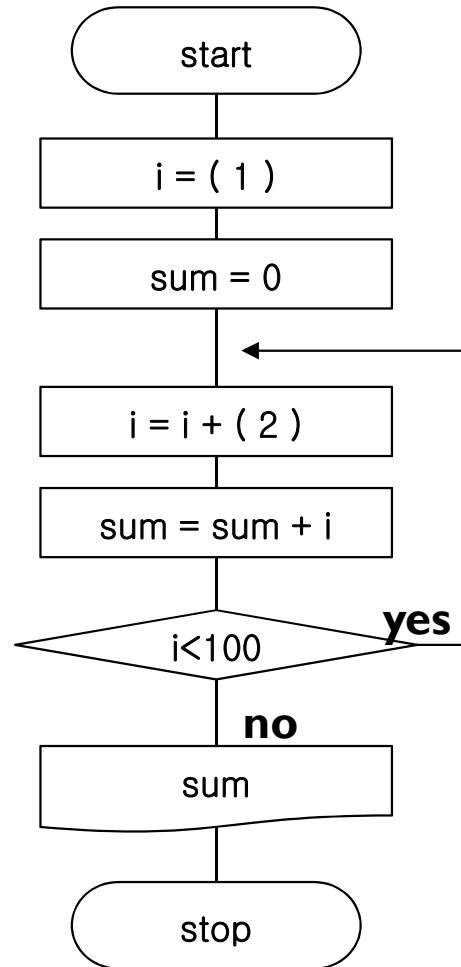 start
i = ( 1 )
sum = 0
i = i + ( 2 )
sum = sum + i
i<100
yes
no
sum
stop